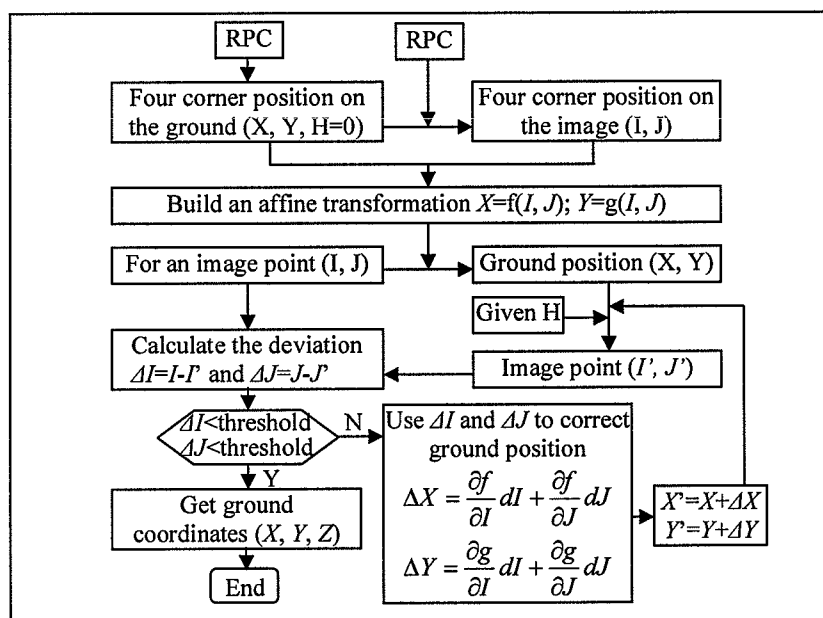 RPC
RPC
Four corner position on
the ground (X, Y, H=0)
Four corner position on
the image (I, J)
Build an affine transformation X=f(I, J); Y=g(I, J)
For an image point (I, J)
Ground position (X, Y)
Given H
Calculate the deviation
ΔI=I-I’ and ΔJ=J-J’
Image point (I’, J’)
ΔI<threshold
ΔJ<threshold
N
Y
Use ΔI and ΔJ to correct
ground position
ΔX = ∂f/∂I dI + ∂f/∂J dJ
ΔY = ∂g/∂I dI + ∂g/∂J dJ
X’=X+ΔX
Y’=Y+ΔY
Get ground
coordinates (X, Y, Z)
End